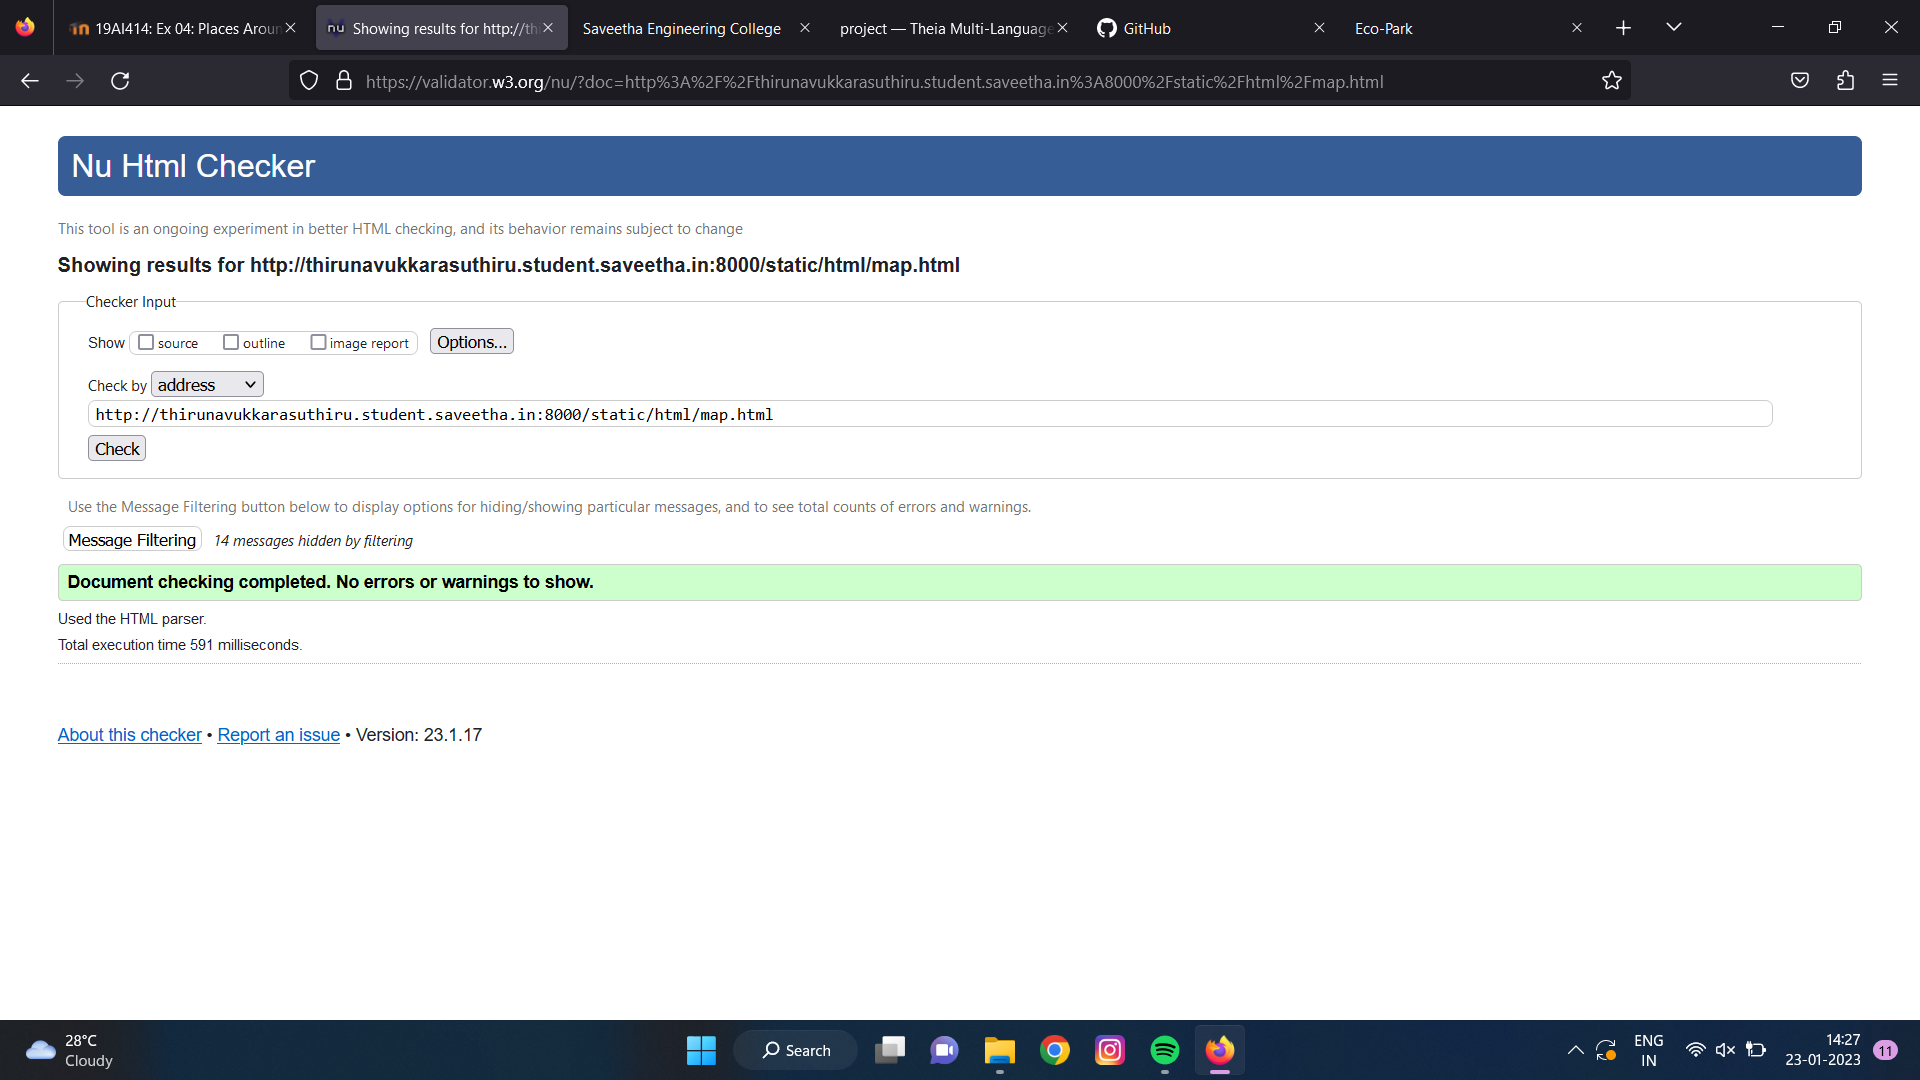 19AI414: Ex 04: Places Aroun
nu Showing results for http://th
Saveetha Engineering College
project — Theia Multi-Language
GitHub
Eco-Park
https://validator.w3.org/nu/?doc=http%3A%2F%2Fthirunavukkarasuthiru.student.saveetha.in%3A8000%2Fstatic%2Fhtml%2Fmap.html
Nu Html Checker
This tool is an ongoing experiment in better HTML checking, and its behavior remains subject to change
Showing results for http://thirunavukkarasuthiru.student.saveetha.in:8000/static/html/map.html
Checker Input
Show source outline image report Options...
Check by address
http://thirunavukkarasuthiru.student.saveetha.in:8000/static/html/map.html
Check
Use the Message Filtering button below to display options for hiding/showing particular messages, and to see total counts of errors and warnings.
Message Filtering 14 messages hidden by filtering
Document checking completed. No errors or warnings to show.
Used the HTML parser.
Total execution time 591 milliseconds.
About this checker • Report an issue • Version: 23.1.17
28°C
Cloudy
Search
ENG
IN
14:27
23-01-2023
11